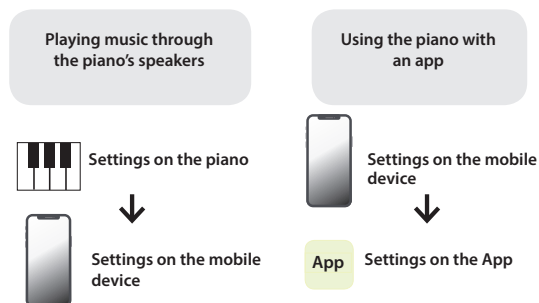 Playing music through
the piano's speakers
Settings on the piano
Settings on the mobile
device
Using the piano with
an app
Settings on the mobile
device
App
Settings on the App